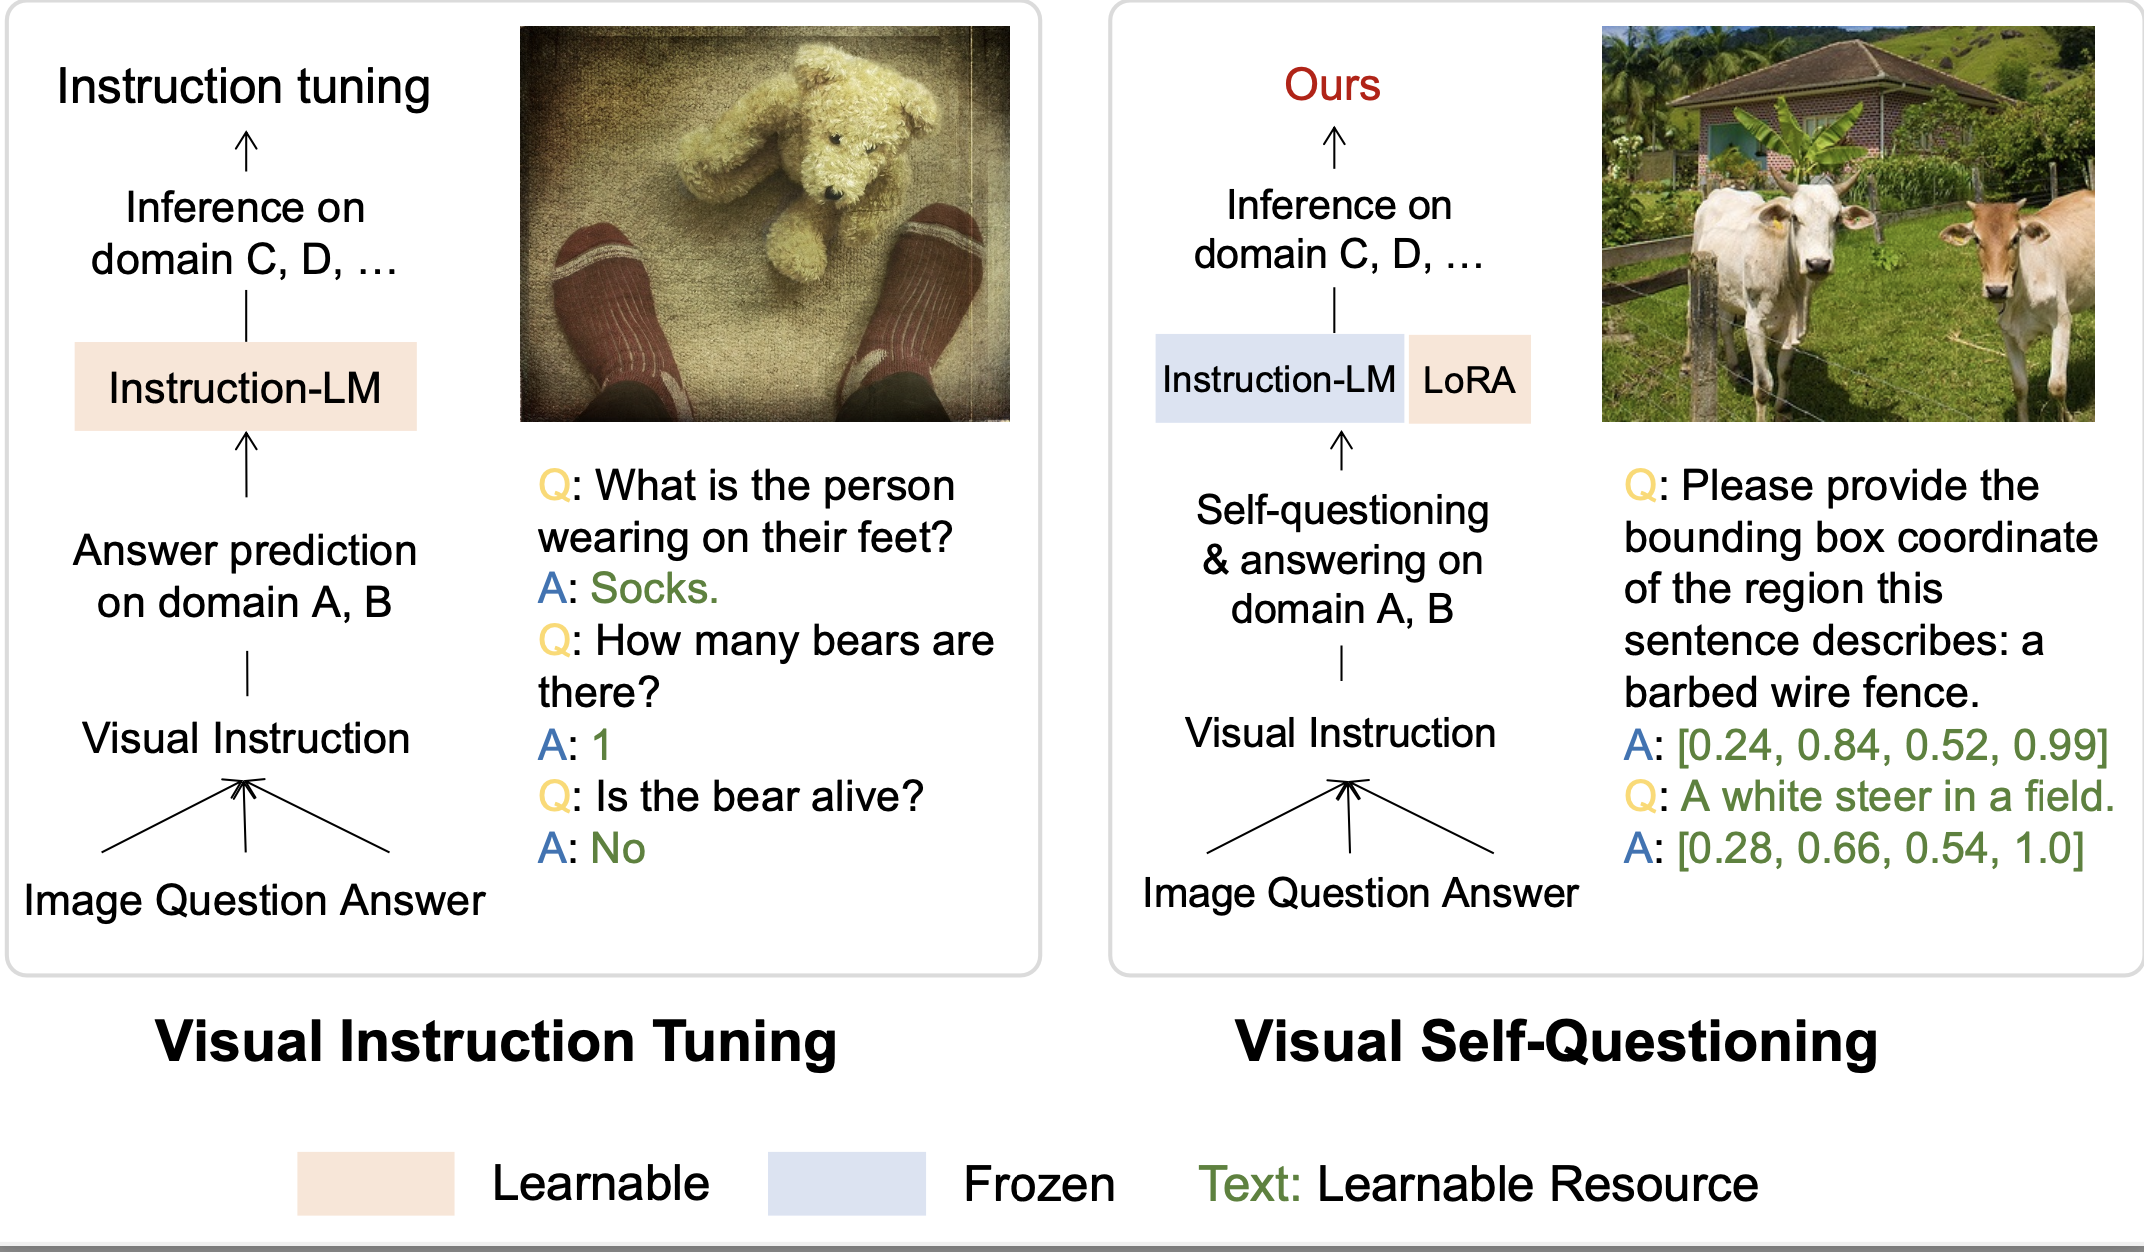 Instruction tuning
Inference on
domain C, D, …
Instruction-LM
Answer prediction
on domain A, B
Visual Instruction
Image Question Answer
Q: What is the person
wearing on their feet?
A: Socks.
Q: How many bears are
there?
A: 1
Q: Is the bear alive?
A: No
Visual Instruction Tuning
Ours
Inference on
domain C, D, …
Instruction-LM LoRA
Self-questioning
& answering on
domain A, B
Visual Instruction
Image Question Answer
Q: Please provide the
bounding box coordinate
of the region this
sentence describes: a
barbed wire fence.
A: [0.24, 0.84, 0.52, 0.99]
Q: A white steer in a field.
A: [0.28, 0.66, 0.54, 1.0]
Visual Self-Questioning
Learnable Frozen Text: Learnable Resource